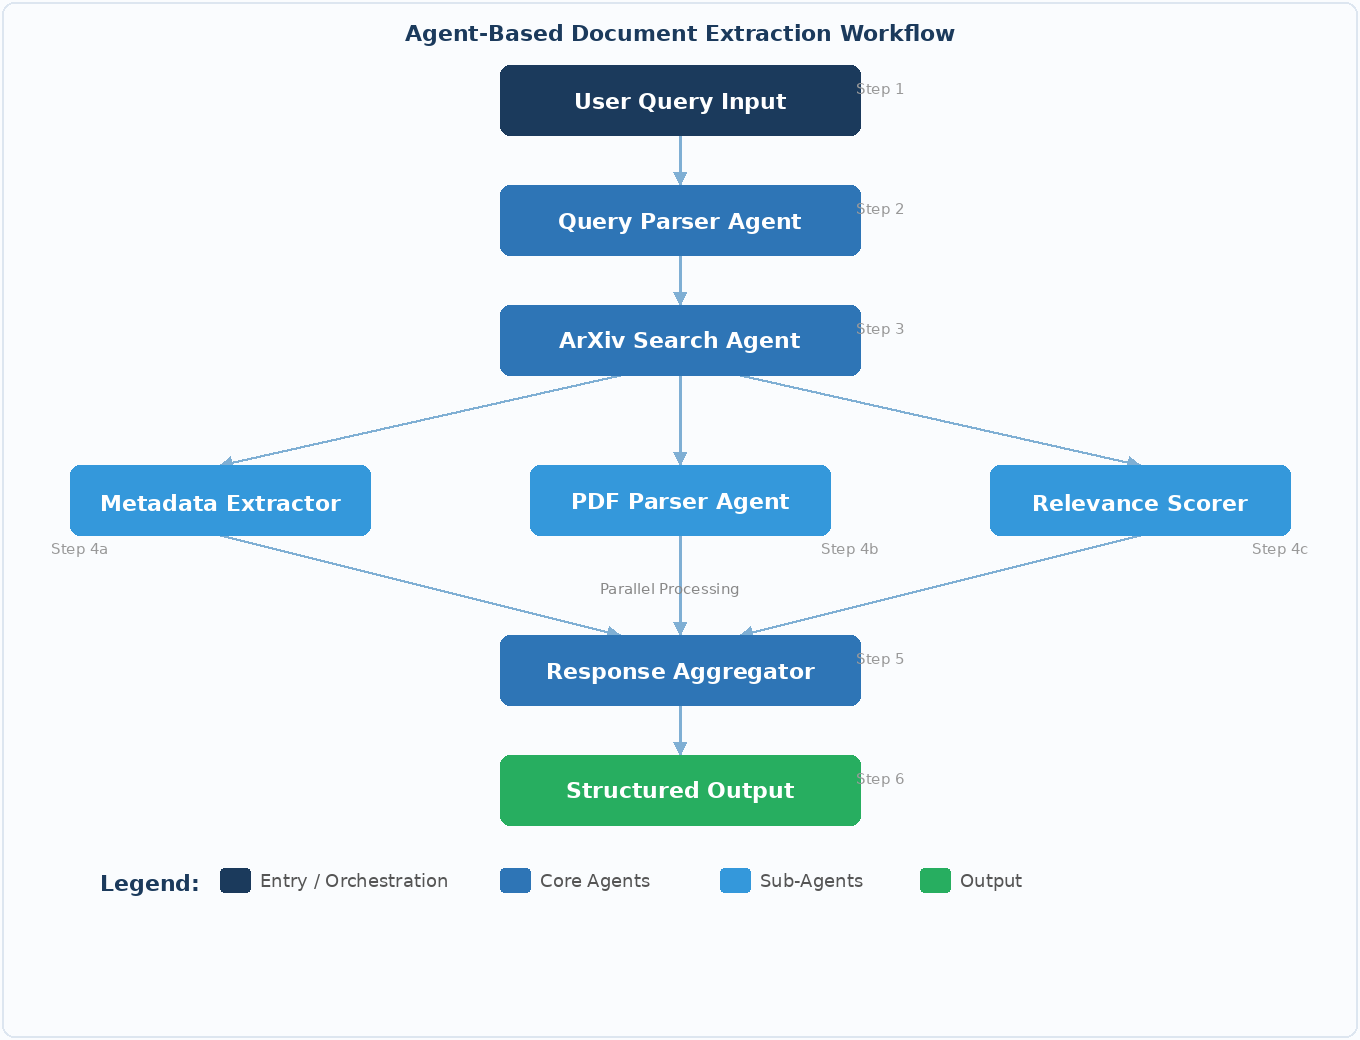 Agent-Based Document Extraction Workflow
User Query Input
Step 1
Query Parser Agent
Step 2
ArXiv Search Agent
Step 3
Metadata Extractor
PDF Parser Agent
Relevance Scorer
Step 4a
Step 4b
Step 4c
Parallel Processing
Response Aggregator
Step 5
Structured Output
Step 6
Legend:
Entry / Orchestration
Core Agents
Sub-Agents
Output